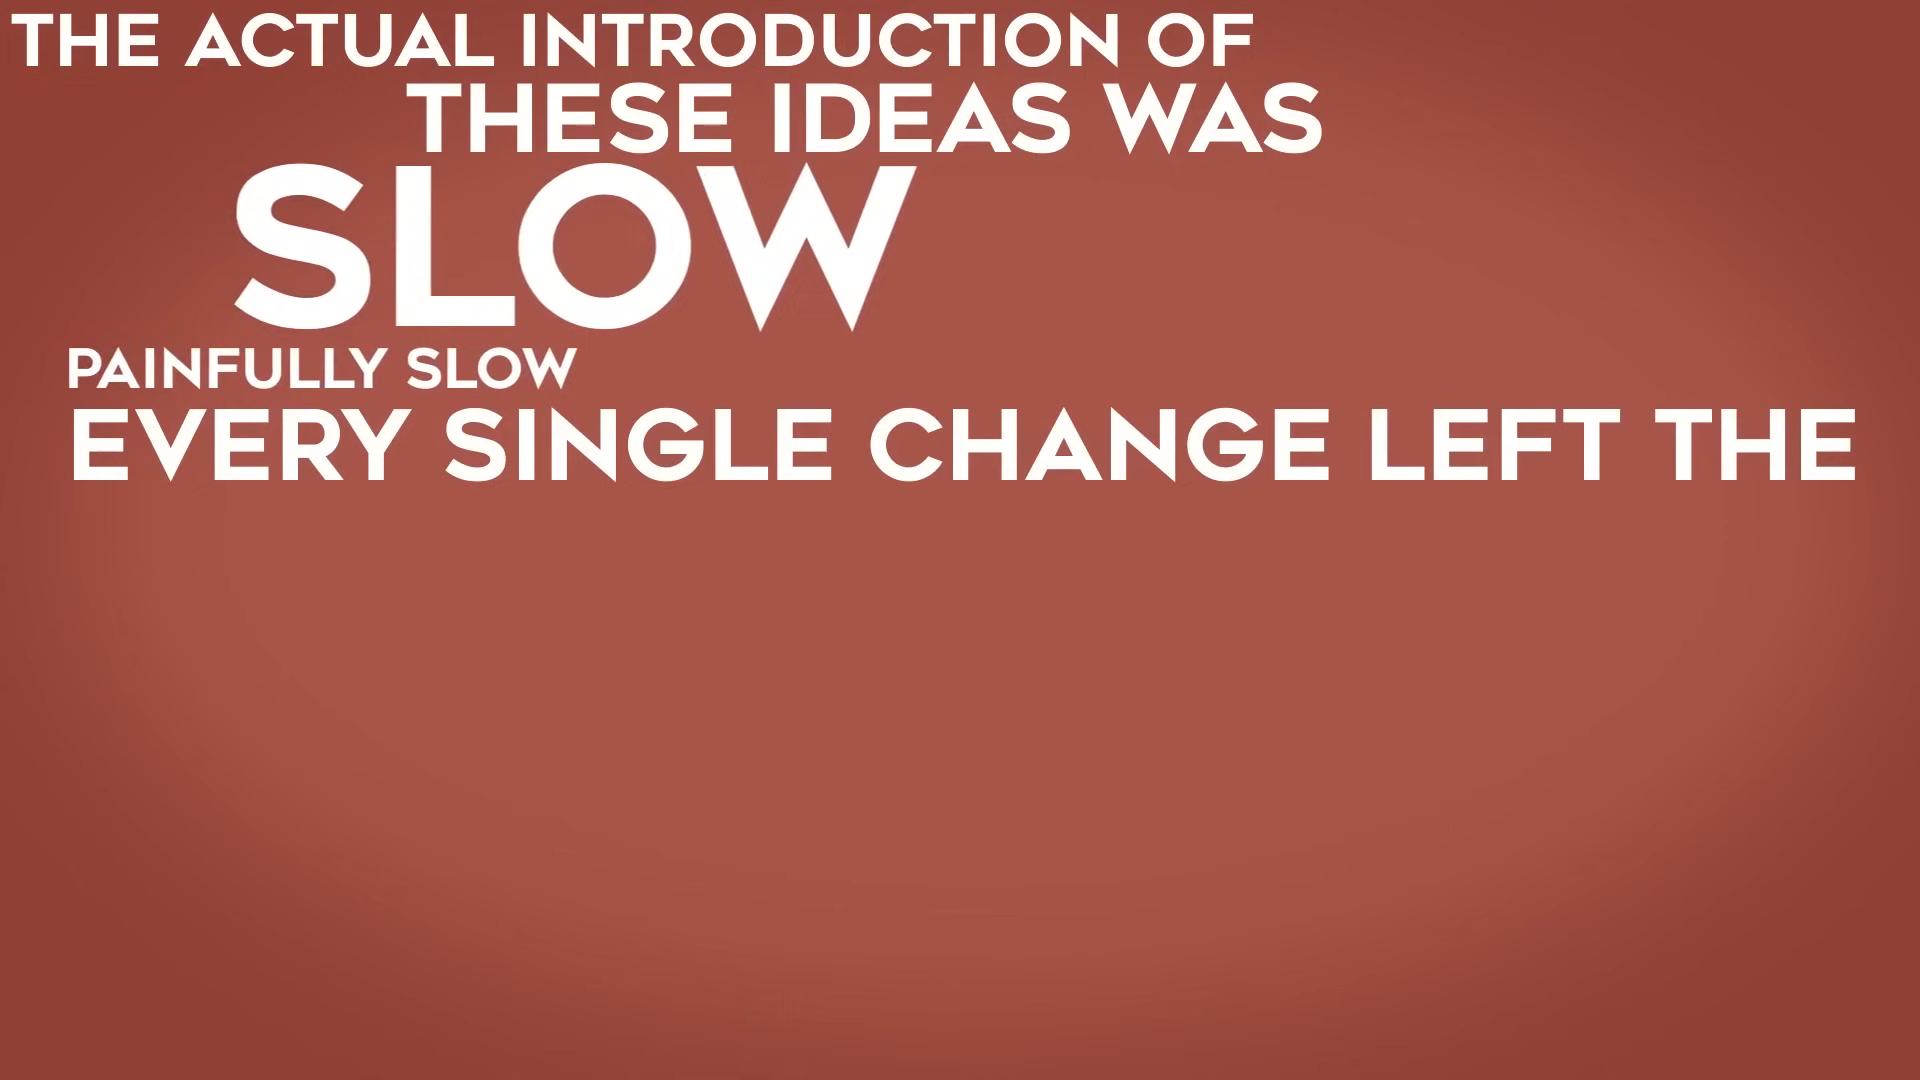 THE ACTUAL INTRODUCTION OF
THESE IDEAS WAS
SLOW
PAINFULLY SLOW
EVERY SINGLE CHANGE LEFT THE